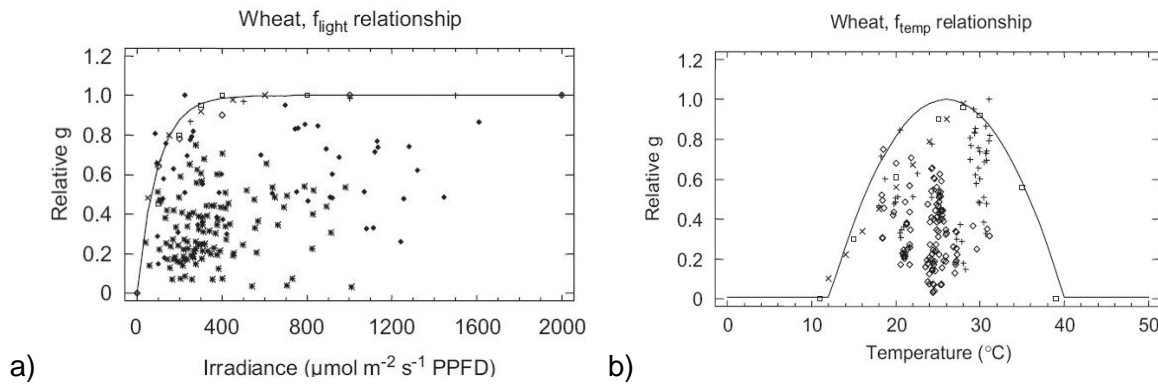 Wheat, f_light relationship
1.2
1.0
0.8
0.6
0.4
0.2
0
Relative g
0 400 800 1200 1600 2000
Irradiance (µmol m⁻² s⁻¹ PPFD)
a)
Wheat, f_temp relationship
1.2
1.0
0.8
0.6
0.4
0.2
0
Relative g
0 10 20 30 40 50
Temperature (°C)
b)